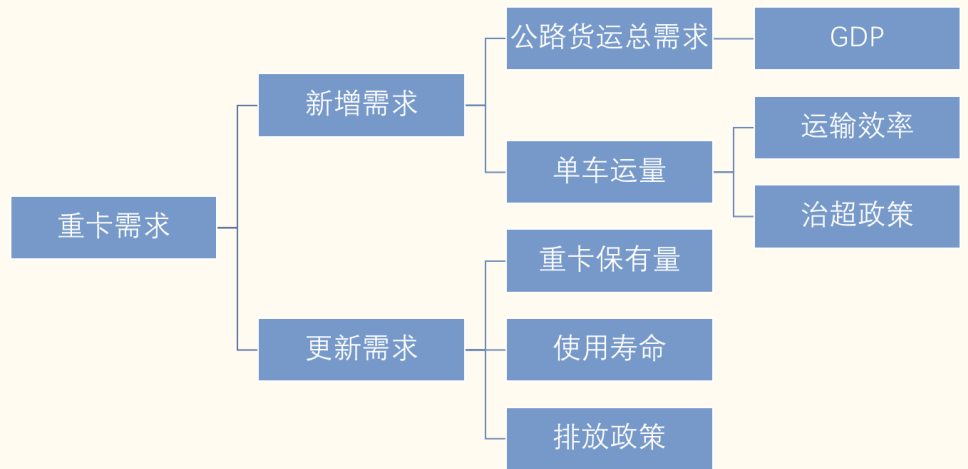 重卡需求
新增需求
公路货运总需求
GDP
单车运量
运输效率
治超政策
更新需求
重卡保有量
使用寿命
排放政策